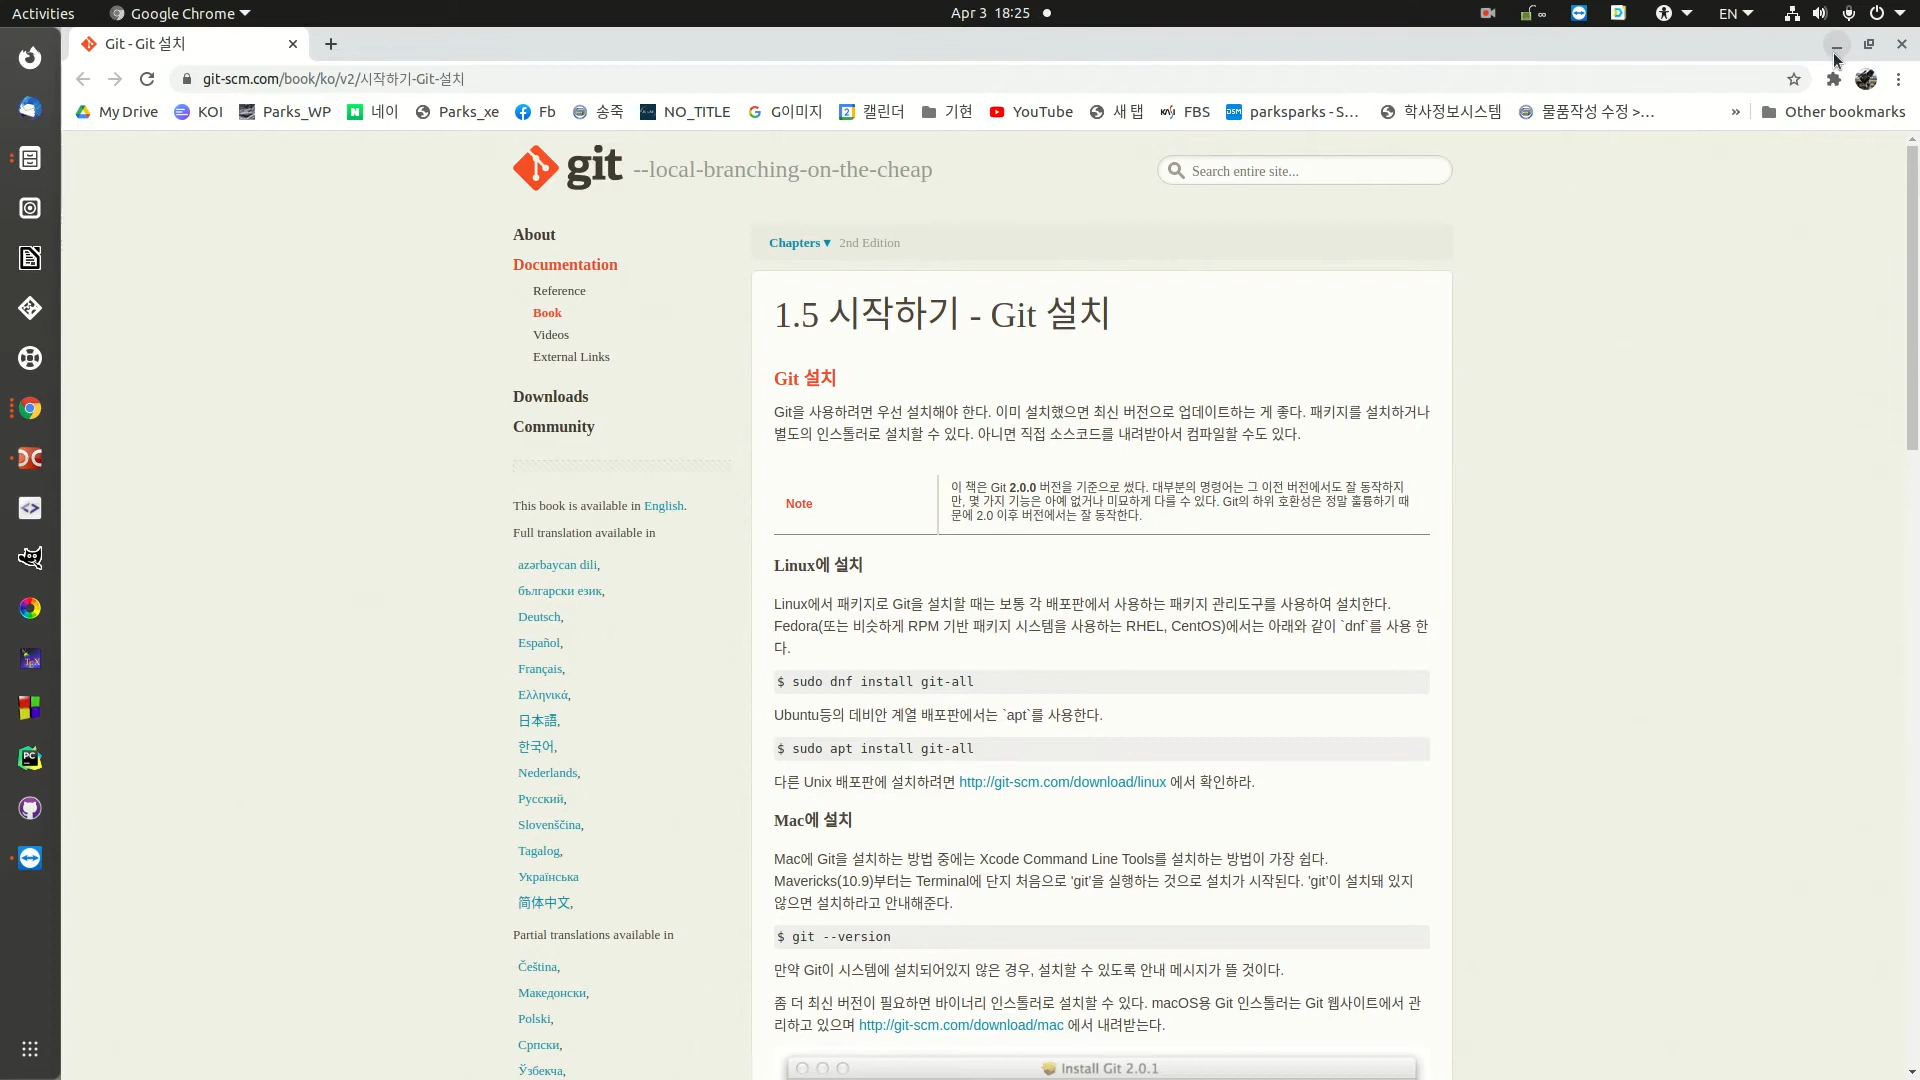 Activities
Google Chrome
Apr 3 18:25
EN
Git - Git 설치
git-scm.com/book/ko/v2/시작하기-Git-설치
My Drive
KOI
Parks_WP
네이
Parks_xe
Fb
송죽
NO_TITLE
G이미지
캘린더
기현
YouTube
새 탭
FBS
parksparks - S...
학사정보시스템
물품작성 수정 >...
»
Other bookmarks
git --local-branching-on-the-cheap
Search entire site...
About
Documentation
Reference
Book
Videos
External Links
Downloads
Community
This book is available in English.
Full translation available in
azərbaycan dili,
български език,
Deutsch,
Español,
Français,
Ελληνικά,
日本語,
한국어,
Nederlands,
Русский,
Slovenščina,
Tagalog,
Українська
简体中文,
Partial translations available in
Čeština,
Македонски,
Polski,
Српски,
Ўзбекча,
Chapters ▾ 2nd Edition
1.5 시작하기 - Git 설치
Git 설치
Git을 사용하려면 우선 설치해야 한다. 이미 설치했으면 최신 버전으로 업데이트하는 게 좋다. 패키지를 설치하거나
별도의 인스톨러로 설치할 수 있다. 아니면 직접 소스코드를 내려받아서 컴파일할 수도 있다.
Note
이 책은 Git 2.0.0 버전을 기준으로 썼다. 대부분의 명령어는 그 이전 버전에서도 잘 동작하지
만, 몇 가지 기능은 아예 없거나 미묘하게 다를 수 있다. Git의 하위 호환성은 정말 훌륭하기 때
문에 2.0 이후 버전에서는 잘 동작한다.
Linux에 설치
Linux에서 패키지로 Git을 설치할 때는 보통 각 배포판에서 사용하는 패키지 관리도구를 사용하여 설치한다.
Fedora(또는 비슷하게 RPM 기반 패키지 시스템을 사용하는 RHEL, CentOS)에서는 아래와 같이 `dnf`를 사용 한
다.
$ sudo dnf install git-all
Ubuntu등의 데비안 계열 배포판에서는 `apt`를 사용한다.
$ sudo apt install git-all
다른 Unix 배포판에 설치하려면 http://git-scm.com/download/linux 에서 확인하라.
Mac에 설치
Mac에 Git을 설치하는 방법 중에는 Xcode Command Line Tools를 설치하는 방법이 가장 쉽다.
Mavericks(10.9)부터는 Terminal에 단지 처음으로 'git'을 실행하는 것으로 설치가 시작된다. 'git'이 설치돼 있지
않으면 설치하라고 안내해준다.
$ git --version
만약 Git이 시스템에 설치되어있지 않은 경우, 설치할 수 있도록 안내 메시지가 뜰 것이다.
좀 더 최신 버전이 필요하면 바이너리 인스톨러로 설치할 수 있다. macOS용 Git 인스톨러는 Git 웹사이트에서 관
리하고 있으며 http://git-scm.com/download/mac 에서 내려받는다.
Install Git 2.0.1